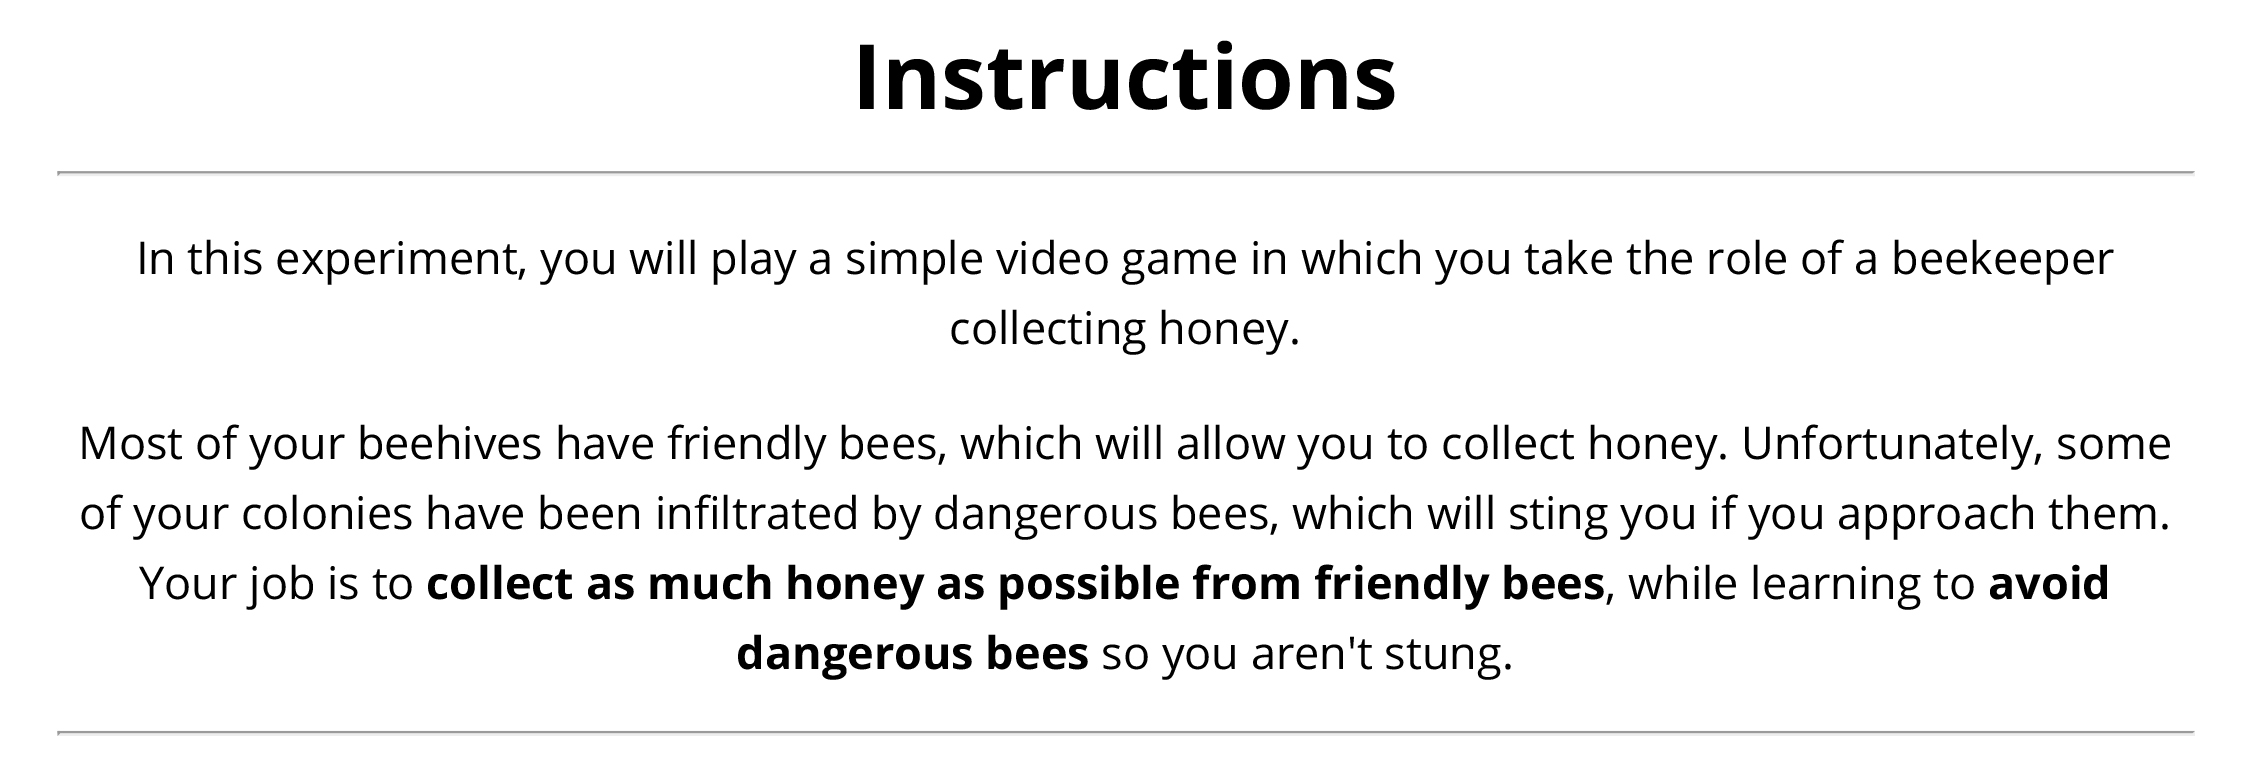 Instructions
In this experiment, you will play a simple video game in which you take the role of a beekeeper
collecting honey.
Most of your beehives have friendly bees, which will allow you to collect honey. Unfortunately, some
of your colonies have been infiltrated by dangerous bees, which will sting you if you approach them.
Your job is to collect as much honey as possible from friendly bees, while learning to avoid
dangerous bees so you aren't stung.